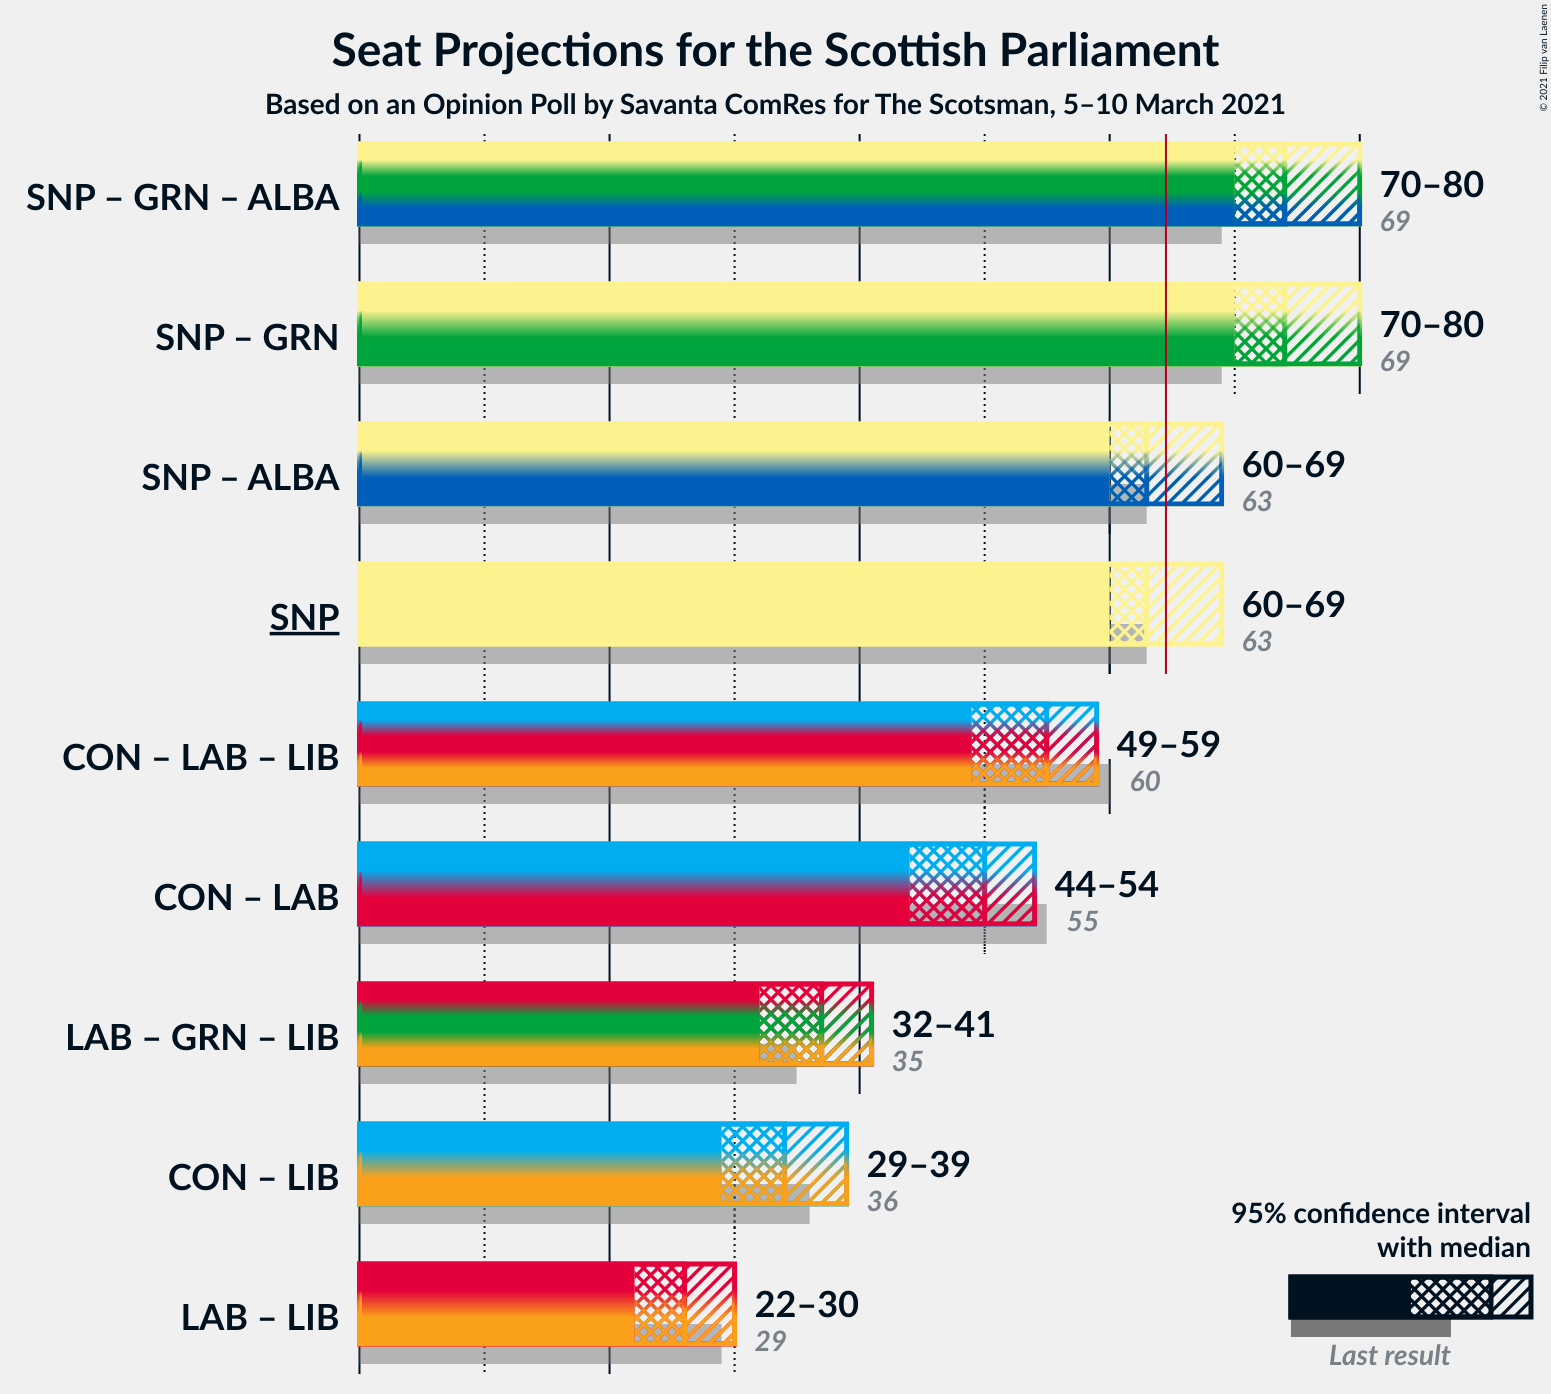 Seat Projections for the Scottish Parliament
Based on an Opinion Poll by Savanta ComRes for The Scotsman, 5–10 March 2021
© 2021 Filip van Laenen
SNP – GRN – ALBA
70–80
69
SNP – GRN
70–80
69
SNP – ALBA
60–69
63
SNP
60–69
63
CON – LAB – LIB
49–59
60
CON – LAB
44–54
55
LAB – GRN – LIB
32–41
35
CON – LIB
29–39
36
LAB – LIB
22–30
29
95% confidence interval
with median
Last result